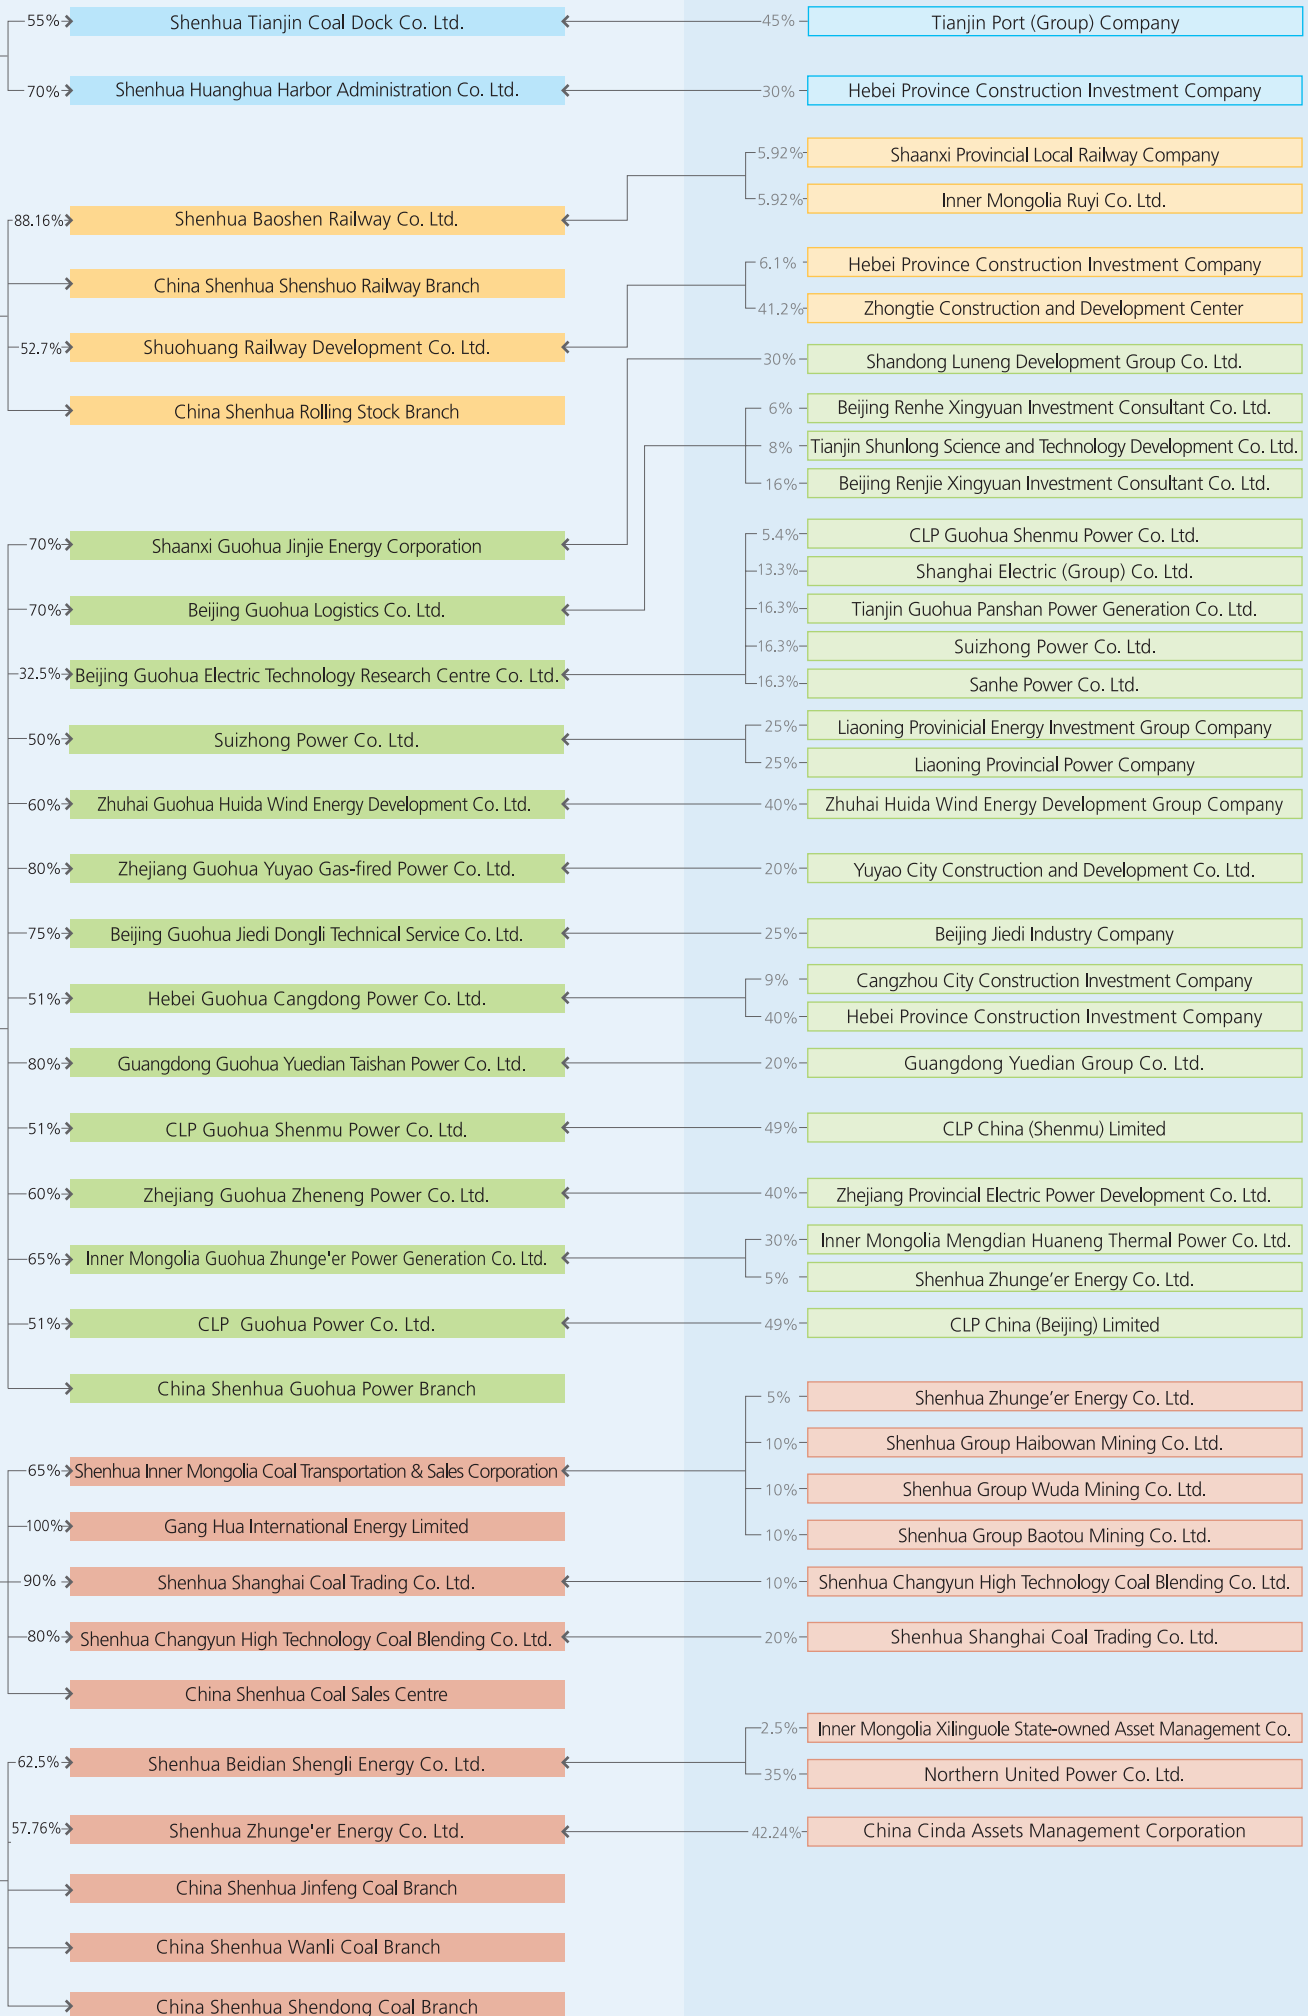 55% Shenhua Tianjin Coal Dock Co. Ltd. 45% Tianjin Port (Group) Company
70% Shenhua Huanghua Harbor Administration Co. Ltd. 30% Hebei Province Construction Investment Company
5.92% Shaanxi Provincial Local Railway Company
5.92% Inner Mongolia Ruyi Co. Ltd.
88.16% Shenhua Baoshen Railway Co. Ltd.
6.1% Hebei Province Construction Investment Company
China Shenhua Shenshuo Railway Branch
41.2% Zhongtie Construction and Development Center
52.7% Shuohuang Railway Development Co. Ltd.
30% Shandong Luneng Development Group Co. Ltd.
China Shenhua Rolling Stock Branch
6% Beijing Renhe Xingyuan Investment Consultant Co. Ltd.
8% Tianjin Shunlong Science and Technology Development Co. Ltd.
16% Beijing Renjie Xingyuan Investment Consultant Co. Ltd.
5.4% CLP Guohua Shenmu Power Co. Ltd.
70% Shaanxi Guohua Jinjie Energy Corporation
13.3% Shanghai Electric (Group) Co. Ltd.
70% Beijing Guohua Logistics Co. Ltd.
16.3% Tianjin Guohua Panshan Power Generation Co. Ltd.
16.3% Suizhong Power Co. Ltd.
32.5% Beijing Guohua Electric Technology Research Centre Co. Ltd.
16.3% Sanhe Power Co. Ltd.
25% Liaoning Provinicial Energy Investment Group Company
50% Suizhong Power Co. Ltd.
25% Liaoning Provincial Power Company
60% Zhuhai Guohua Huida Wind Energy Development Co. Ltd. 40% Zhuhai Huida Wind Energy Development Group Company
80% Zhejiang Guohua Yuyao Gas-fired Power Co. Ltd. 20% Yuyao City Construction and Development Co. Ltd.
75% Beijing Guohua Jiedi Dongli Technical Service Co. Ltd. 25% Beijing Jiedi Industry Company
9% Cangzhou City Construction Investment Company
51% Hebei Guohua Cangdong Power Co. Ltd.
40% Hebei Province Construction Investment Company
80% Guangdong Guohua Yuedian Taishan Power Co. Ltd. 20% Guangdong Yuedian Group Co. Ltd.
51% CLP Guohua Shenmu Power Co. Ltd. 49% CLP China (Shenmu) Limited
60% Zhejiang Guohua Zheneng Power Co. Ltd. 40% Zhejiang Provincial Electric Power Development Co. Ltd.
30% Inner Mongolia Mengdian Huaneng Thermal Power Co. Ltd.
65% Inner Mongolia Guohua Zhunge'er Power Generation Co. Ltd.
5% Shenhua Zhunge’er Energy Co. Ltd.
51% CLP Guohua Power Co. Ltd. 49% CLP China (Beijing) Limited
China Shenhua Guohua Power Branch
5% Shenhua Zhunge’er Energy Co. Ltd.
10% Shenhua Group Haibowan Mining Co. Ltd.
65% Shenhua Inner Mongolia Coal Transportation & Sales Corporation
10% Shenhua Group Wuda Mining Co. Ltd.
100% Gang Hua International Energy Limited
10% Shenhua Group Baotou Mining Co. Ltd.
90% Shenhua Shanghai Coal Trading Co. Ltd. 10% Shenhua Changyun High Technology Coal Blending Co. Ltd.
80% Shenhua Changyun High Technology Coal Blending Co. Ltd. 20% Shenhua Shanghai Coal Trading Co. Ltd.
China Shenhua Coal Sales Centre
2.5% Inner Mongolia Xilinguole State-owned Asset Management Co.
62.5% Shenhua Beidian Shengli Energy Co. Ltd.
35% Northern United Power Co. Ltd.
57.76% Shenhua Zhunge'er Energy Co. Ltd. 42.24% China Cinda Assets Management Corporation
China Shenhua Jinfeng Coal Branch
China Shenhua Wanli Coal Branch
China Shenhua Shendong Coal Branch